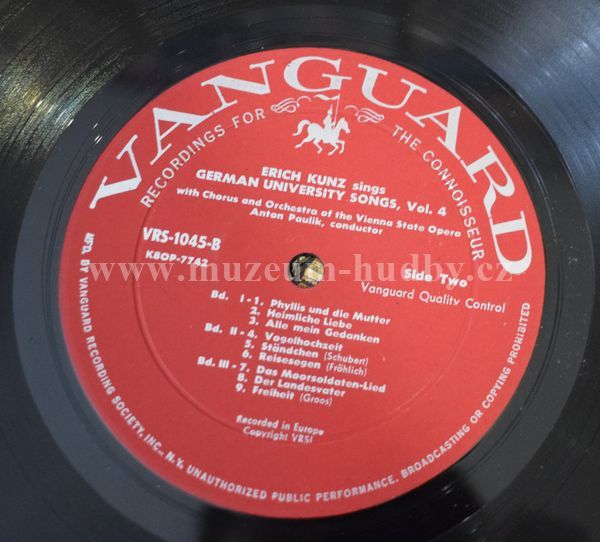 VANGUARD
RECORDINGS FOR THE CONNOISSEUR
ERICH KUNZ sings
GERMAN UNIVERSITY SONGS, Vol. 4
with Chorus and Orchestra of the Vienna State Opera
Anton Paulik, conductor
VRS-1045-B
K8OP-7742
Side Two
Vanguard Quality Control
www.muzeum-hudby.cz
Bd. I - 1. Phyllis und die Mutter
2. Heimliche Liebe
3. Alle mein Gedanken
Bd. II - 4. Vogelhochzeit
5. Ständchen (Schubert)
6. Reisesegen (Fröhlich)
Bd. III - 7. Das Moorsoldaten-Lied
8. Der Landesvater
9. Freiheit (Groos)
Recorded in Europe
Copyright VRSI
MFD. BY VANGUARD RECORDING SOCIETY, INC., N.Y. UNAUTHORIZED PUBLIC PERFORMANCE, BROADCASTING OR COPYING PROHIBITED